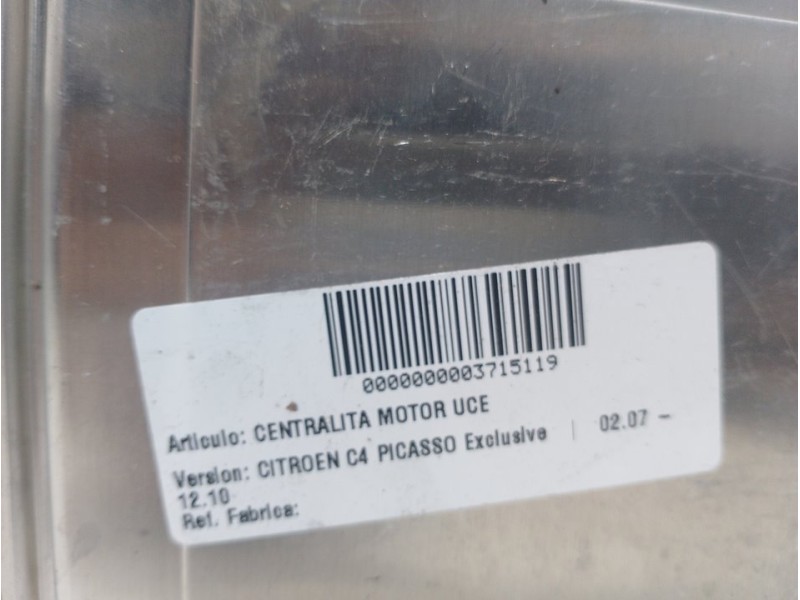 0000000003715119
Articulo: CENTRALITA MOTOR UCE
Version: CITROEN C4 PICASSO Exclusive | 02.07 -
12.10
Ref. Fabrica: